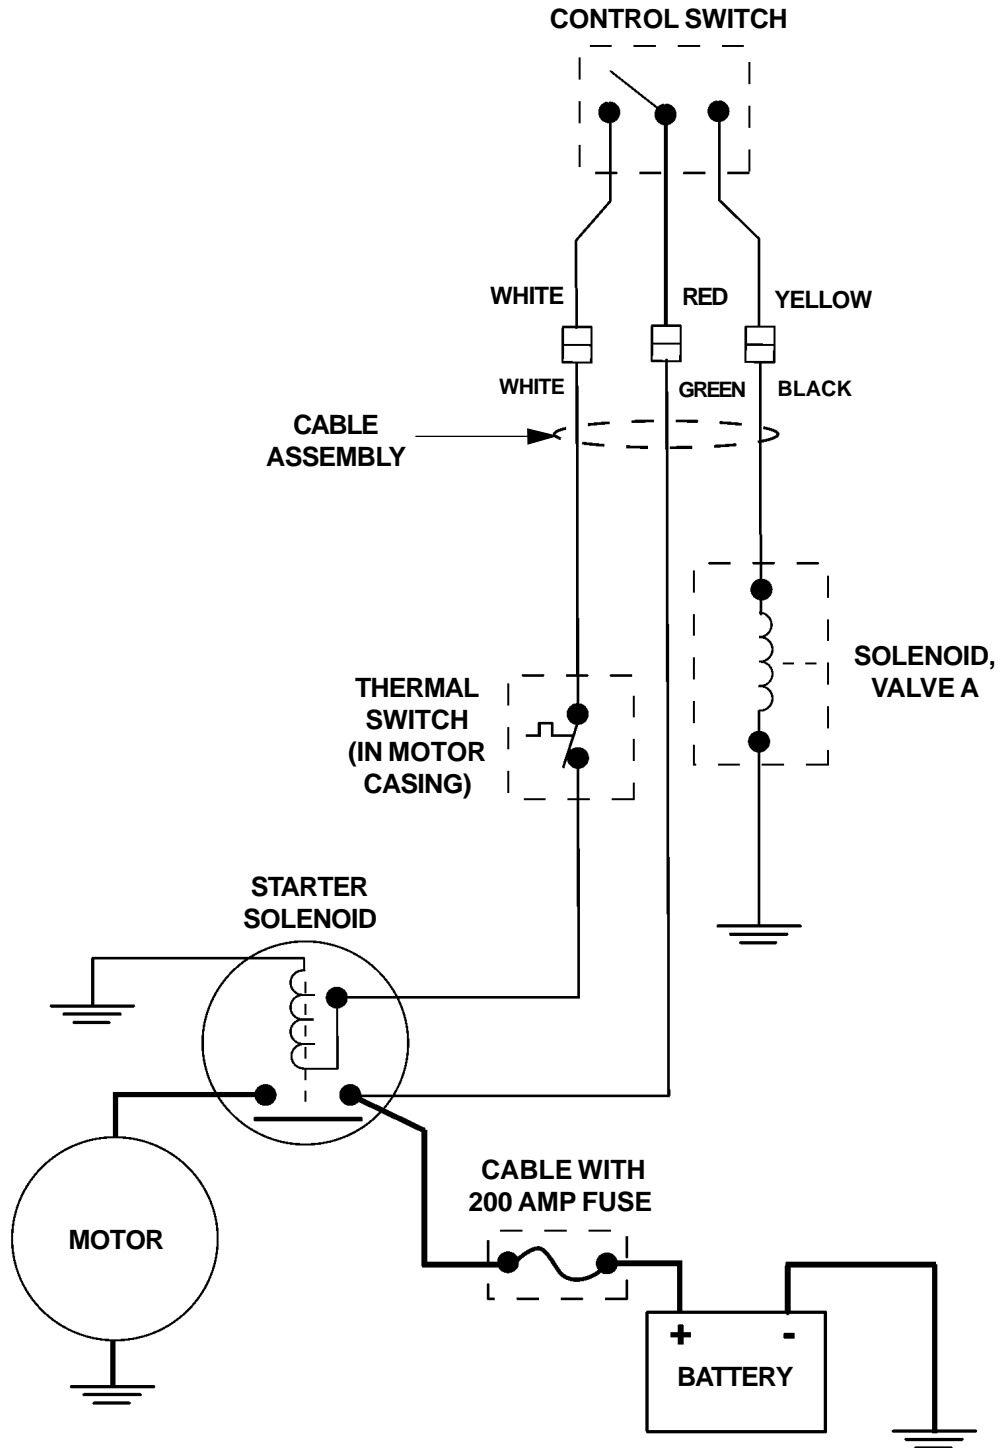 CONTROL SWITCH
WHITE
RED
YELLOW
WHITE
GREEN
BLACK
CABLE
ASSEMBLY
SOLENOID,
VALVE A
THERMAL
SWITCH
(IN MOTOR
CASING)
STARTER
SOLENOID
CABLE WITH
200 AMP FUSE
MOTOR
+ -
BATTERY